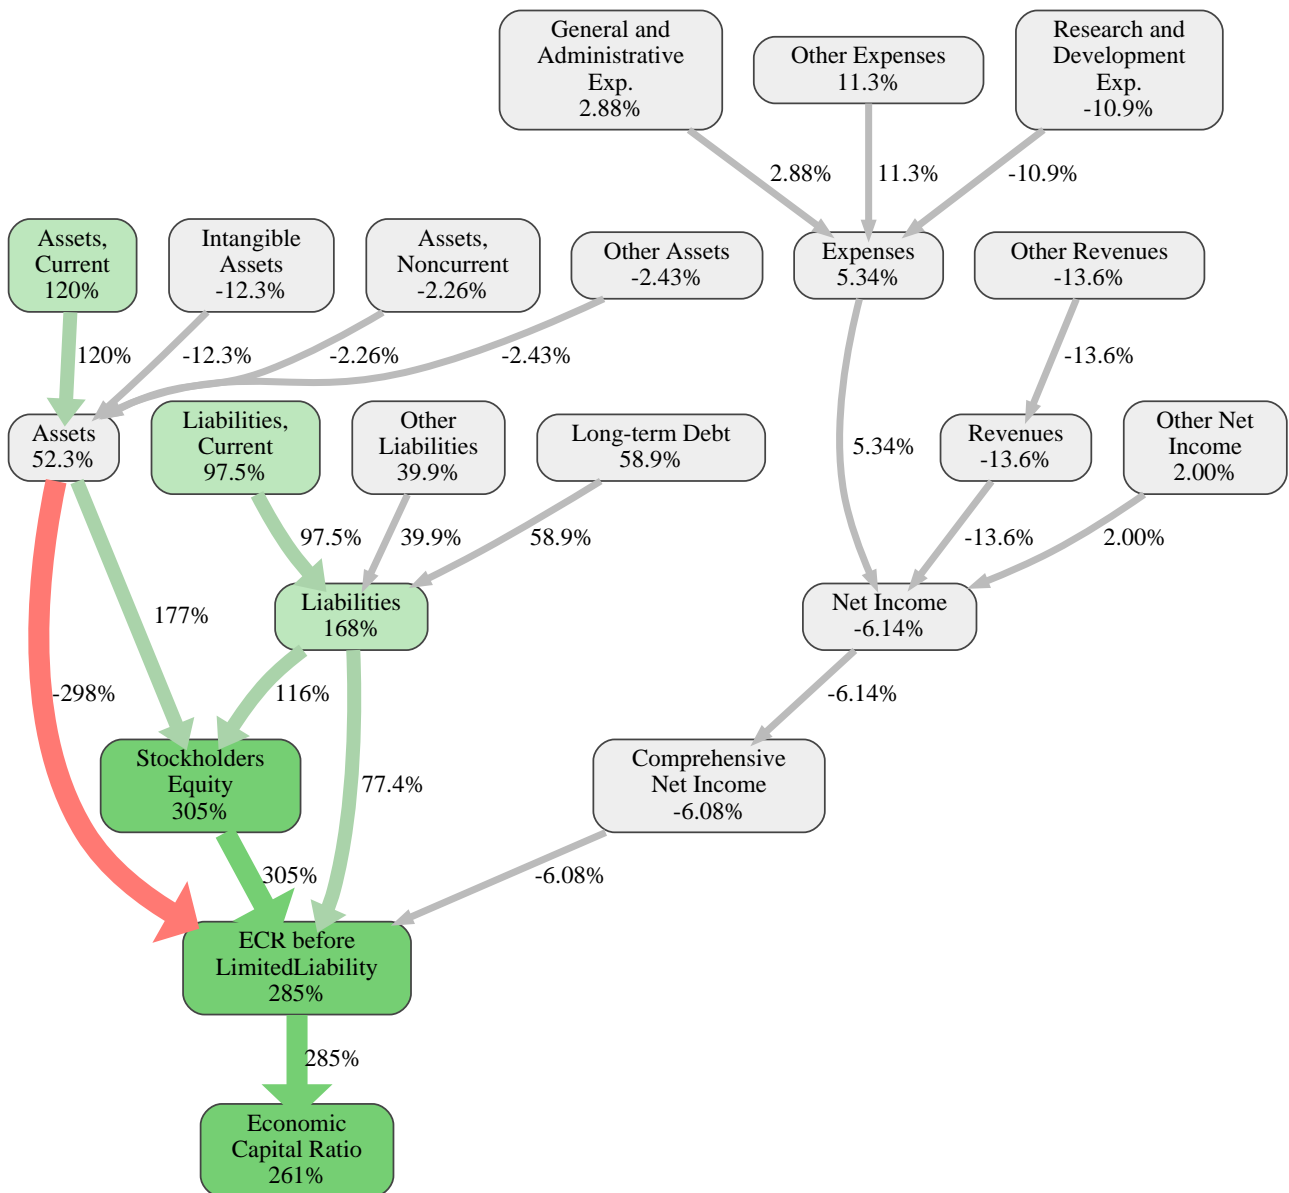 General and
Administrative
Exp.
2.88%
Other Expenses
11.3%
Research and
Development
Exp.
-10.9%
2.88%
11.3%
-10.9%
Assets,
Current
120%
Intangible
Assets
-12.3%
Assets,
Noncurrent
-2.26%
Other Assets
-2.43%
Expenses
5.34%
Other Revenues
-13.6%
120%
-12.3%
-2.26%
-2.43%
-13.6%
Assets
52.3%
Liabilities,
Current
97.5%
Other
Liabilities
39.9%
Long-term Debt
58.9%
5.34%
Revenues
-13.6%
Other Net
Income
2.00%
97.5%
39.9%
58.9%
-13.6%
2.00%
177%
Liabilities
168%
Net Income
-6.14%
-298%
116%
-6.14%
Stockholders
Equity
305%
77.4%
Comprehensive
Net Income
-6.08%
305%
-6.08%
ECR before
LimitedLiability
285%
285%
Economic
Capital Ratio
261%